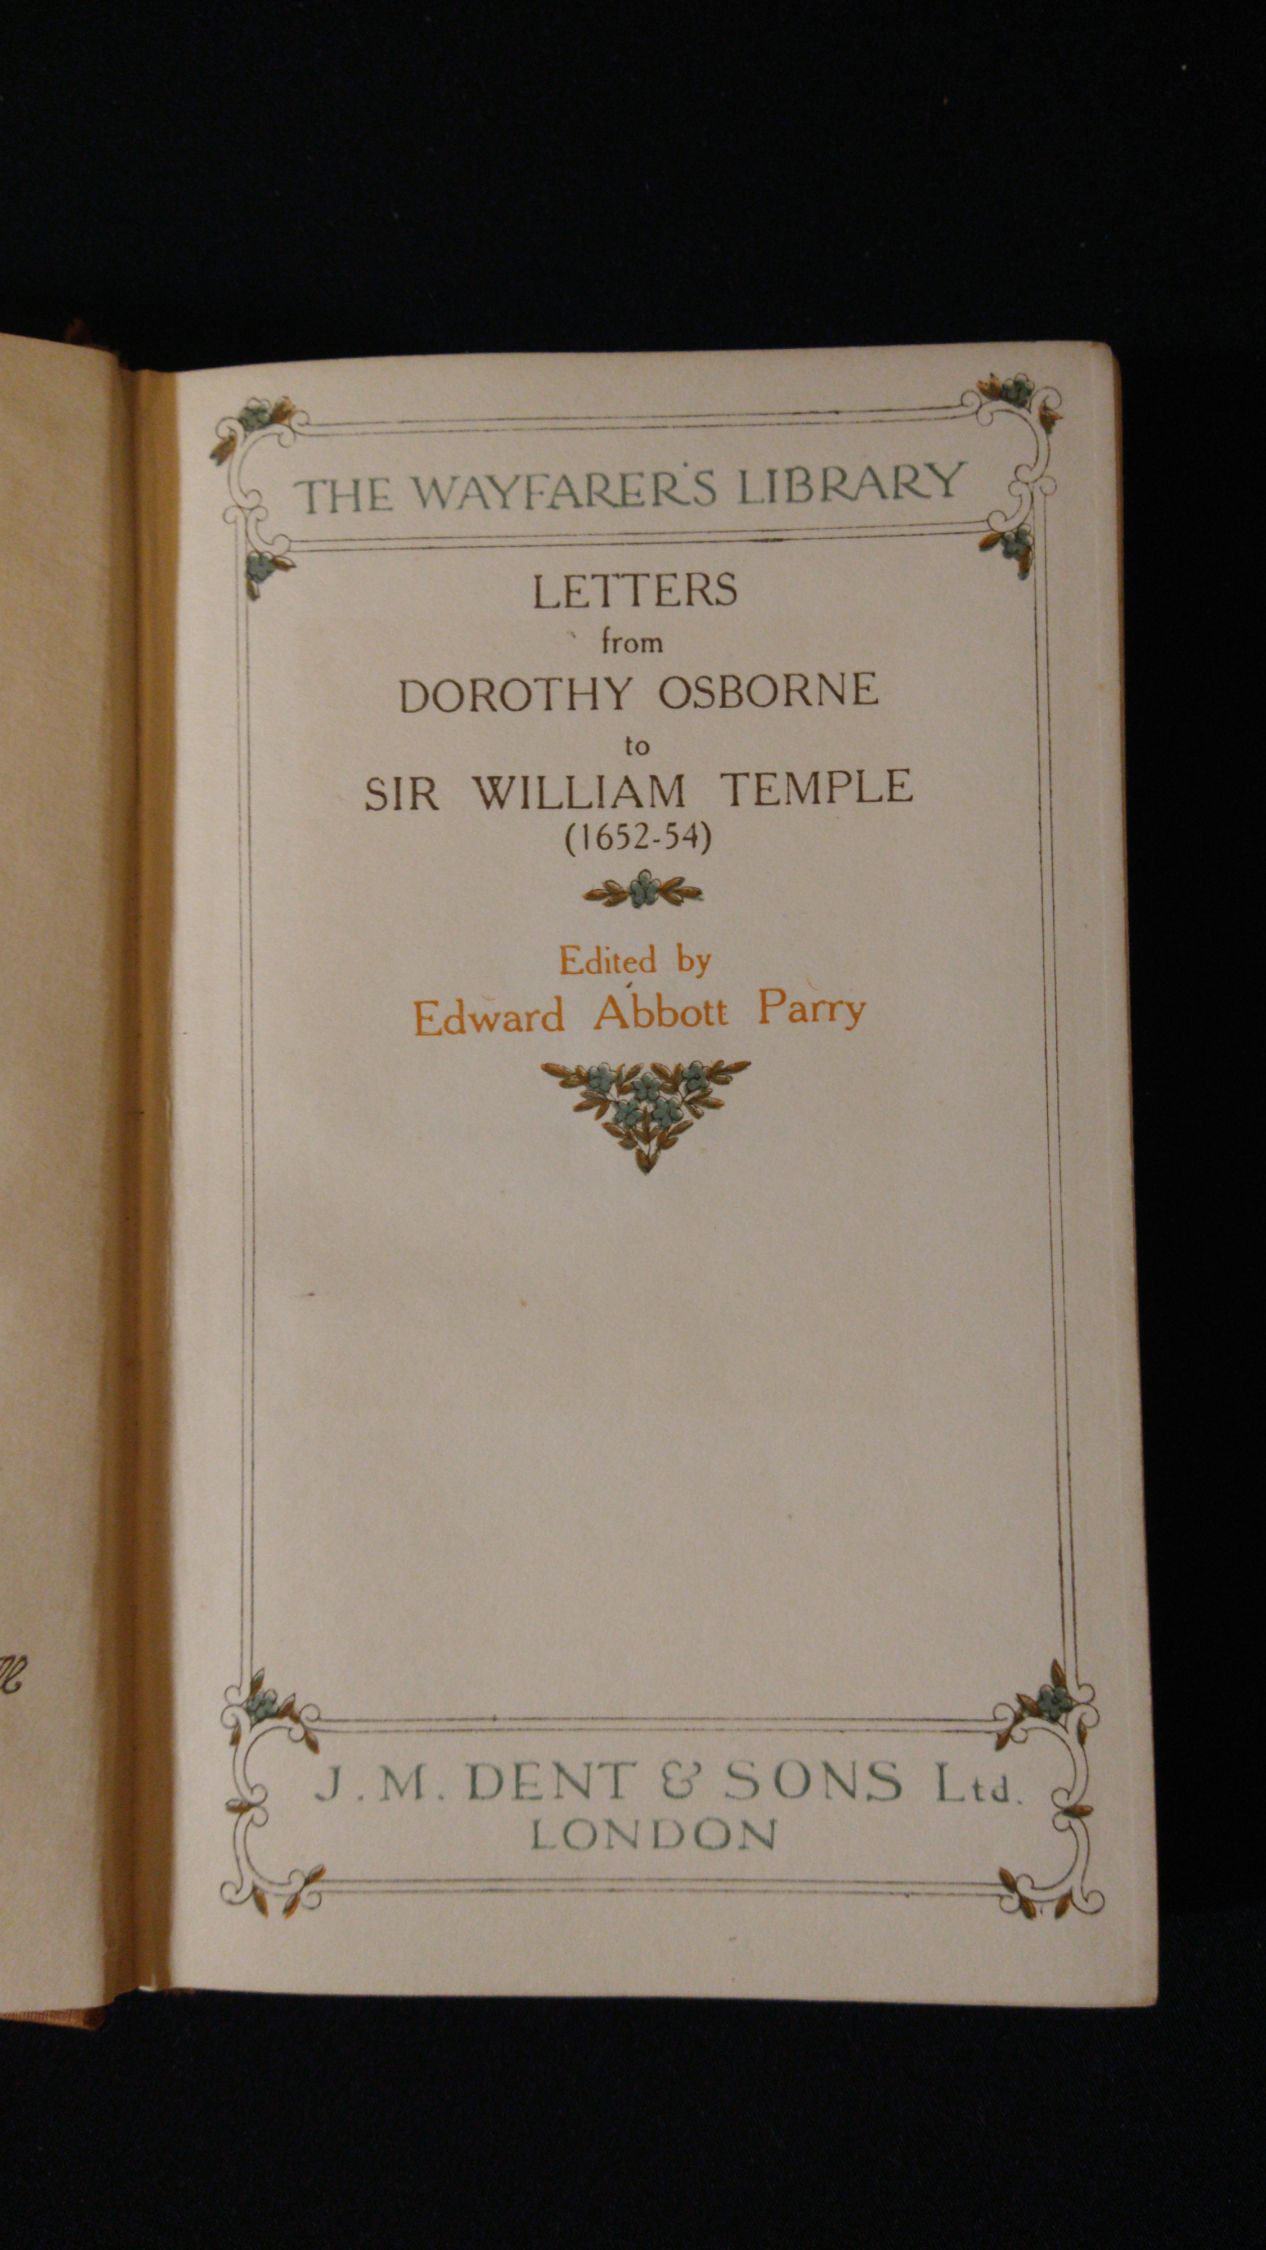 THE WAYFARER'S LIBRARY
LETTERS
from
DOROTHY OSBORNE
to
SIR WILLIAM TEMPLE
(1652-54)
Edited by
Edward Abbott Parry
J. M. DENT & SONS Ltd.
LONDON